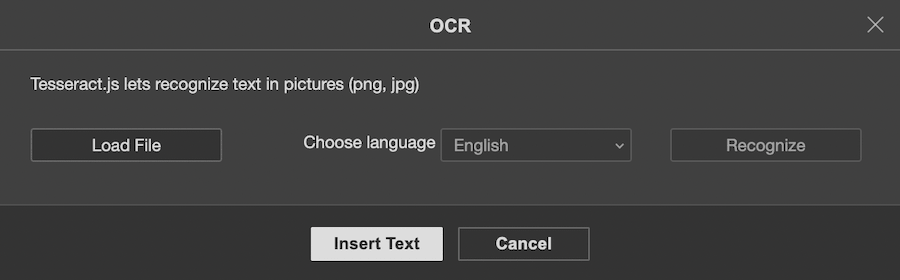 OCR
Tesseract.js lets recognize text in pictures (png, jpg)
Load File
Choose language
English
Recognize
Insert Text
Cancel